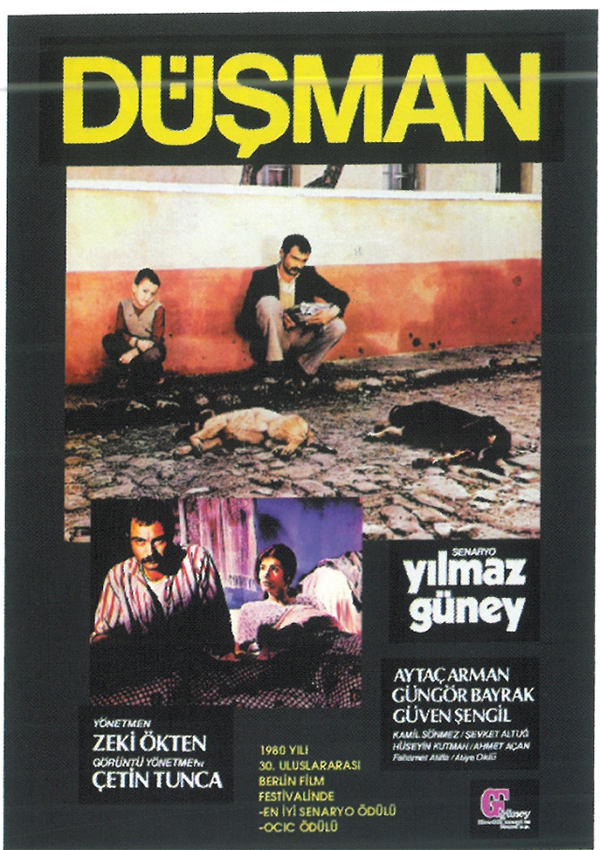 DÜŞMAN
SENARYO
yılmaz
güney
AYTAÇ ARMAN
GÜNGÖR BAYRAK
GÜVEN ŞENGİL
KAMİL SÖNMEZ / ŞEVKET ALTUĞ
HÜSEYİN KUTMAN / AHMET AÇAN
YÖNETMEN
ZEKİ ÖKTEN
GÖRÜNTÜ YÖNETMENİ
ÇETİN TUNCA
1980 YILI
30. ULUSLARARASI
BERLİN FİLM
FESTİVALİNDE
-EN İYİ SENARYO ÖDÜLÜ
-OCIC ÖDÜLÜ
güney